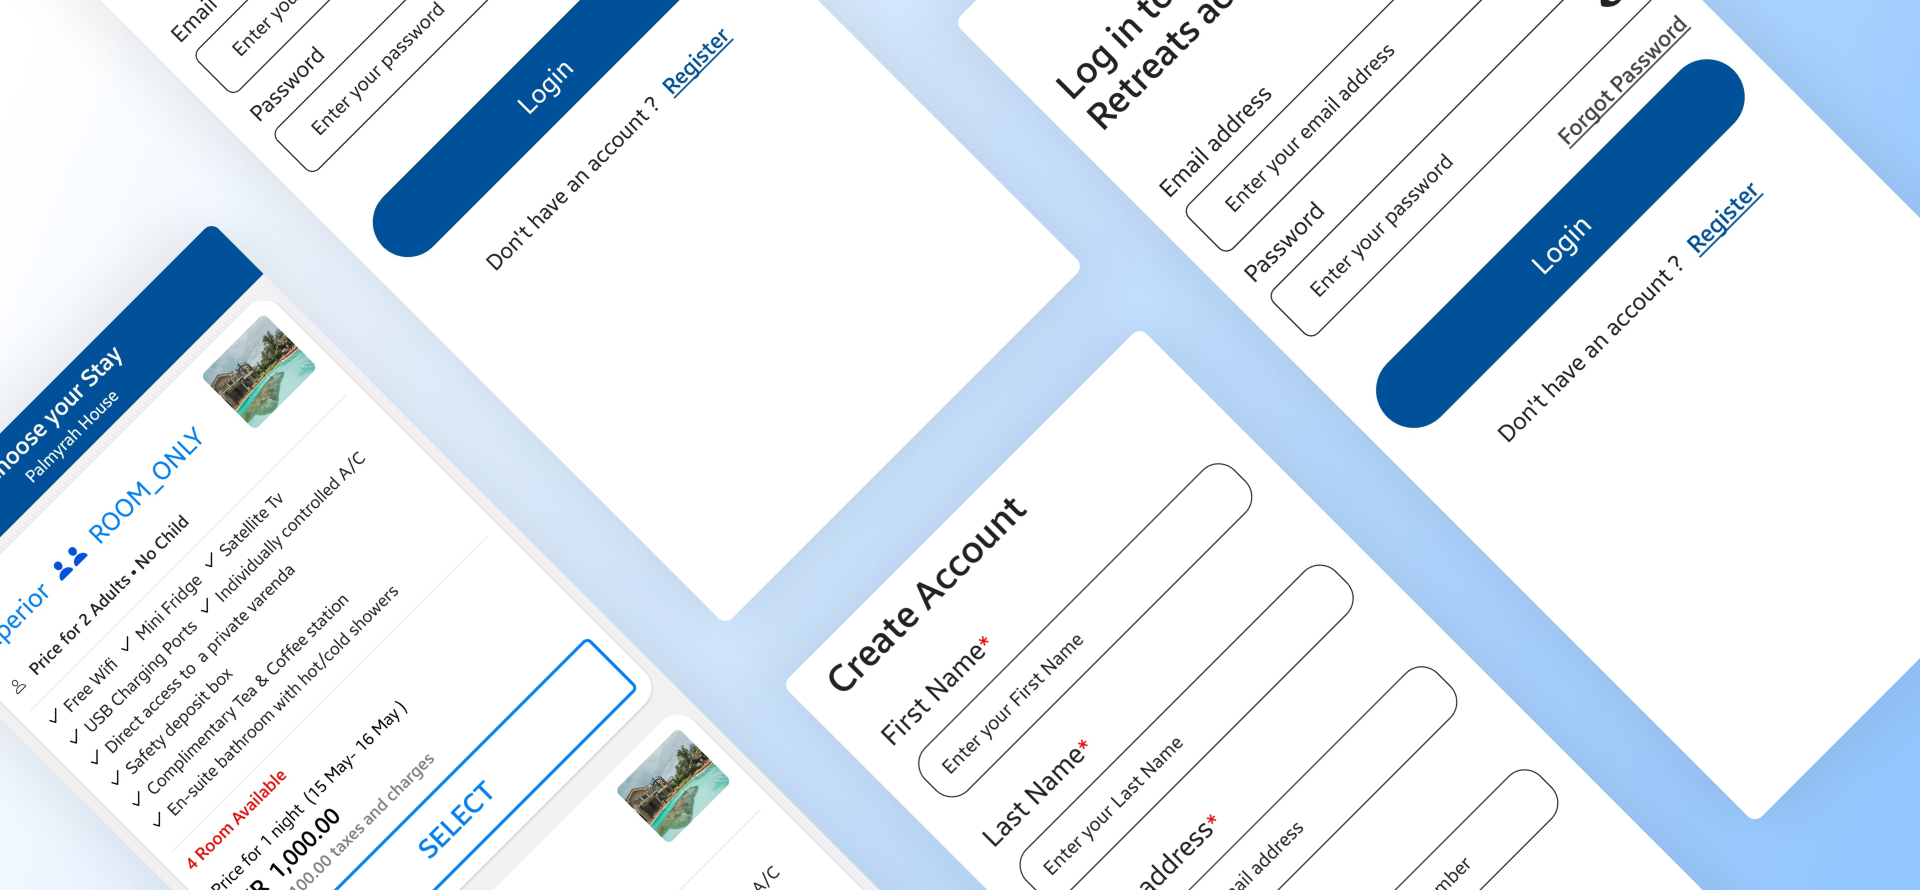 Email
Enter you
Password
Enter your password
Login
Don't have an account ? Register
Log in to
Retreats
Email address
Enter your email address
Password
Enter your password
Forgot Password
Login
Don't have an account ? Register
hoose your Stay
Palmyrah House
perior ROOM_ONLY
Price for 2 Adults • No Child
✓ Free Wifi ✓ Mini Fridge ✓ Satellite Tv
✓ USB Charging Ports ✓ Individually controlled A/C
✓ Direct access to a private varenda
✓ Safety deposit box
✓ Complimentary Tea & Coffee station
✓ En-suite bathroom with hot/cold showers
4 Room Available
Price for 1 night (15 May- 16 May )
R 1,000.00
100.00 taxes and charges
SELECT
A/C
Create Account
First Name*
Enter your First Name
Last Name*
Enter your Last Name
address*
ail address
mber